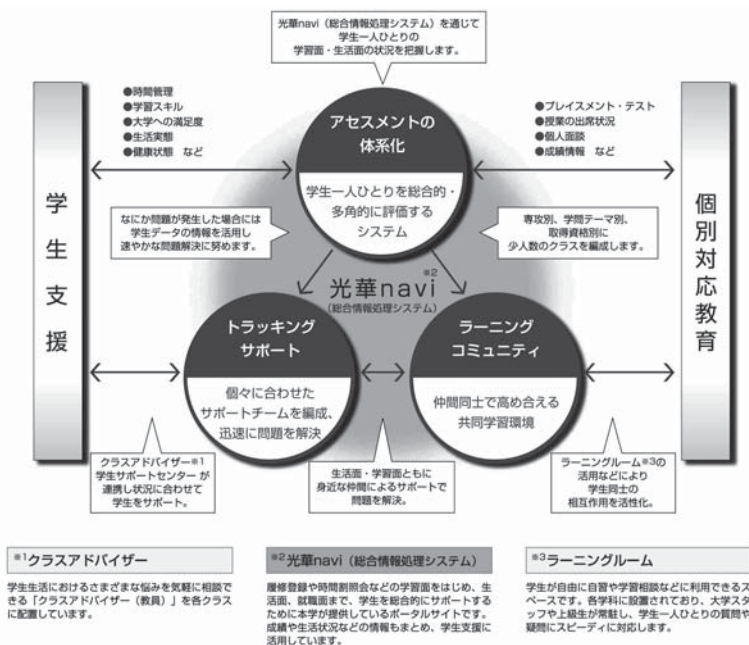 光華navi（総合情報処理システム）を通じて
学生一人ひとりの
学習面・生活面の状況を把握します。
●時間管理
●学習スキル
●大学への満足度
●生活実態
●健康状態　など
アセスメントの
体系化
学生一人ひとりを総合的・
多角的に評価する
システム
●プレイスメント・テスト
●授業の出席状況
●個人面談
●成績情報　など
学生支援
個別対応教育
なにか問題が発生した場合には
学生データの情報を活用し
速やかな問題解決に努めます。
専攻別、学問テーマ別、
取得資格別に
少人数のクラスを編成します。
光華navi※2
（総合情報処理システム）
トラッキング
サポート
個々に合わせた
サポートチームを編成、
迅速に問題を解決
ラーニング
コミュニティ
仲間同士で高め合える
共同学習環境
クラスアドバイザー※1
学生サポートセンター が
連携し状況に合わせて
学生をサポート。
生活面・学習面ともに
身近な仲間によるサポートで
問題を解決。
ラーニングルーム※3の
活用などにより
学生同士の
相互作用を活性化。
※1クラスアドバイザー
学生生活におけるさまざまな悩みを気軽に相談で
きる「クラスアドバイザー（教員）」を各クラス
に配置しています。
※2光華navi（総合情報処理システム）
履修登録や時間割照会などの学習面をはじめ、生
活面、就職面まで、学生を総合的にサポートする
ために本学が提供しているポータルサイトです。
成績や生活状況などの情報もまとめ、学生支援に
活用しています。
※3ラーニングルーム
学生が自由に自習や学習相談などに利用できるス
ペースです。各学科に設置されており、大学スタ
ッフや上級生が常駐し、学生一人ひとりの質問や
疑問にスピーディに対応します。